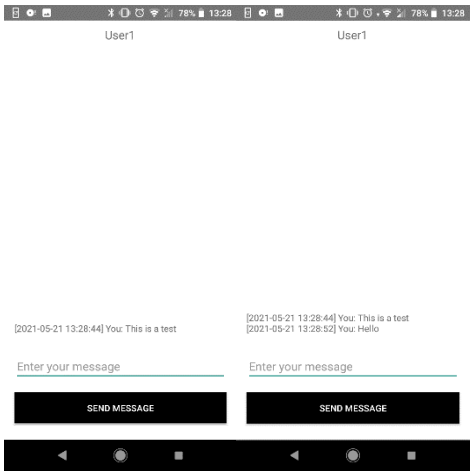 78% 13:28
User1
[2021-05-21 13:28:44] You: This is a test
Enter your message
SEND MESSAGE
78% 13:28
User1
[2021-05-21 13:28:44] You: This is a test
[2021-05-21 13:28:52] You: Hello
Enter your message
SEND MESSAGE